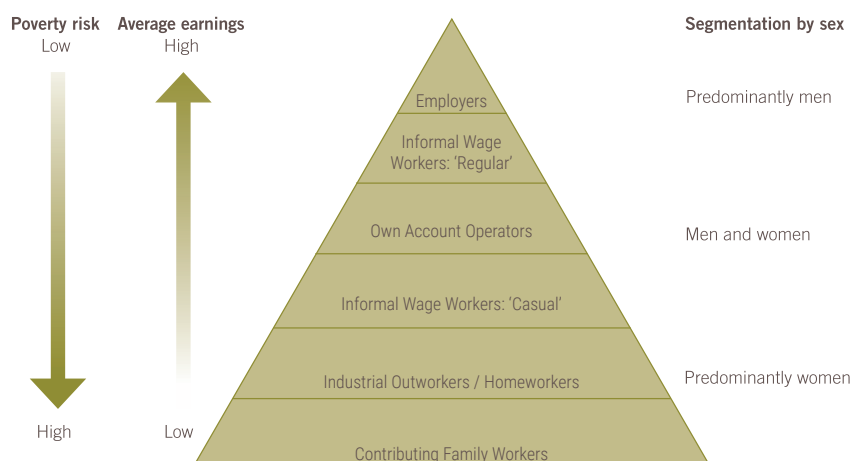 Poverty risk
Low
Average earnings
High
Segmentation by sex
Predominantly men
Employers
Informal Wage
Workers: ‘Regular’
Own Account Operators
Men and women
Informal Wage Workers: ‘Casual’
Industrial Outworkers / Homeworkers
Predominantly women
High
Low
Contributing Family Workers